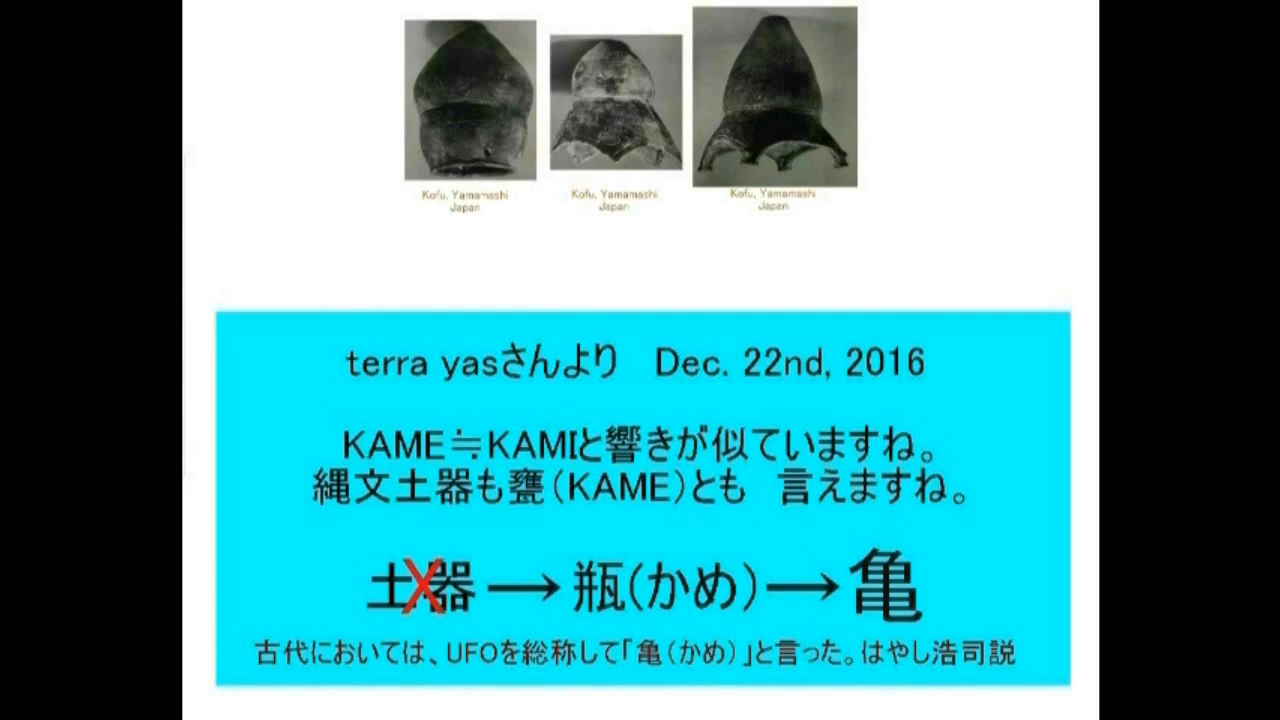 Kofu, Yamamashi
Japan
Kofu, Yamamashi
Japan
Kofu, Yamamashi
Japan
terra yasさんより　Dec. 22nd, 2016
KAME≒KAMIと響きが似ていますね。
縄文土器も甕（KAME）とも　言えますね。
土器→瓶(かめ)→亀
古代においては、UFOを総称して「亀（かめ）」と言った。はやし浩司説